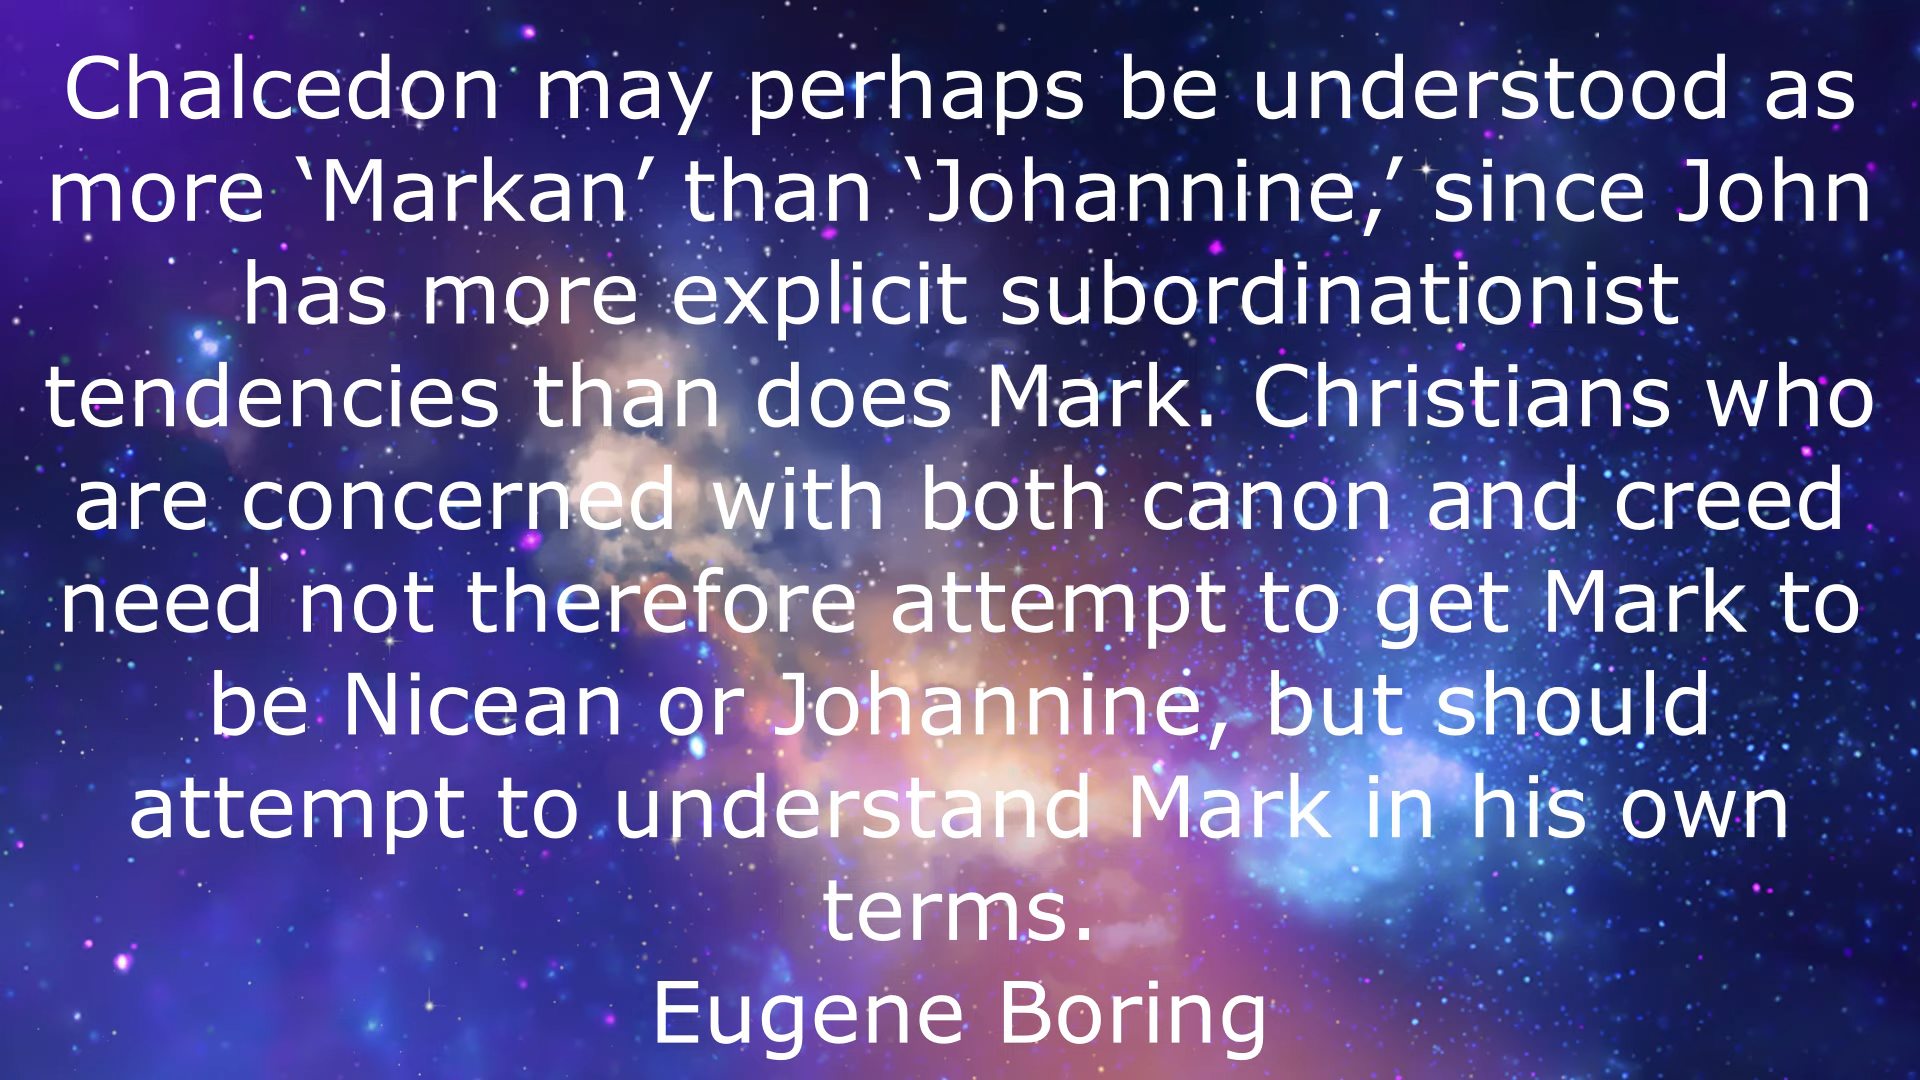 Chalcedon may perhaps be understood as
more ‘Markan’ than ‘Johannine,’ since John
has more explicit subordinationist
tendencies than does Mark. Christians who
are concerned with both canon and creed
need not therefore attempt to get Mark to
be Nicean or Johannine, but should
attempt to understand Mark in his own
terms.
Eugene Boring